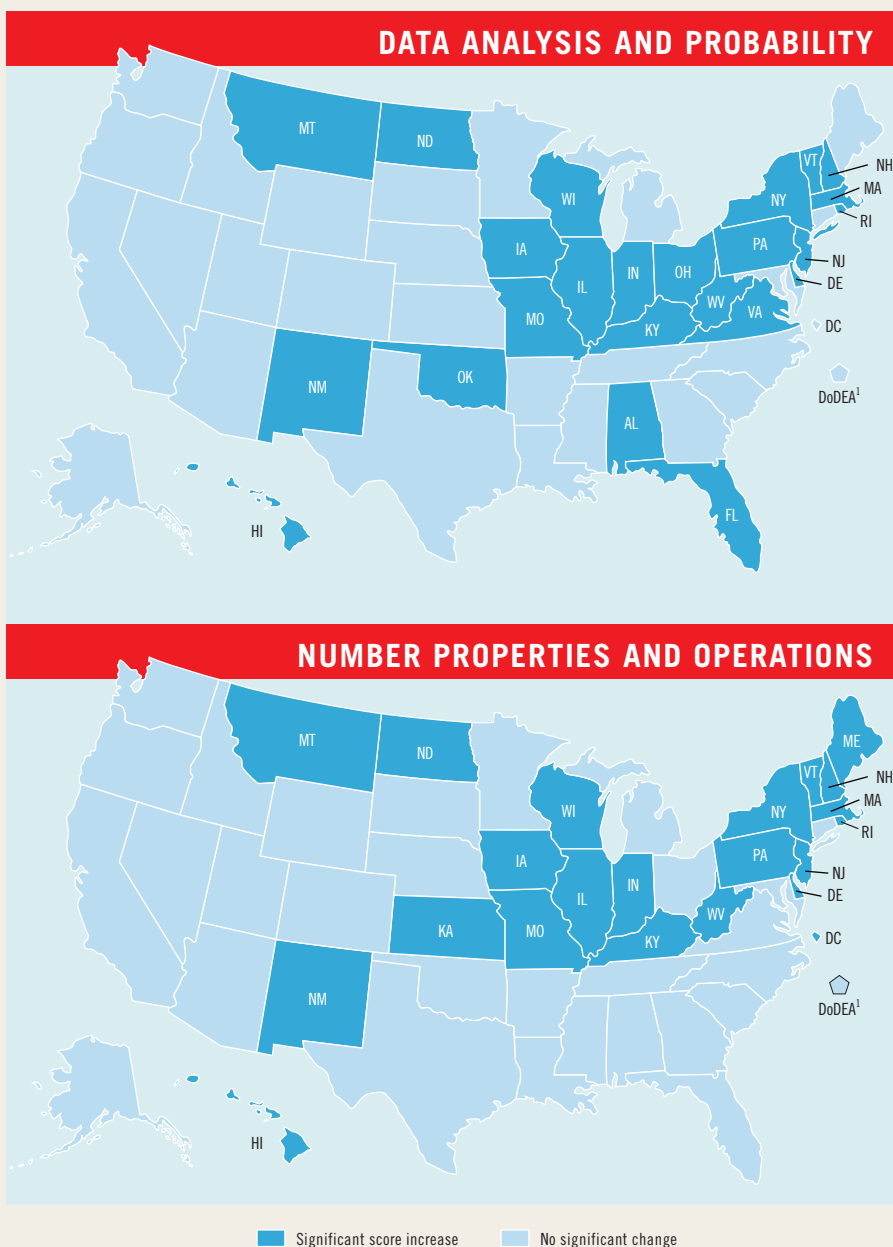 DATA ANALYSIS AND PROBABILITY
MT
ND
VT
NH
WI
NY
MA
RI
IA
PA
NJ
IL
IN
OH
DE
MO
WV
VA
KY
DC
NM
OK
DoDEA¹
AL
FL
HI
NUMBER PROPERTIES AND OPERATIONS
MT
ND
ME
VT
NH
WI
NY
MA
RI
IA
PA
NJ
IL
IN
DE
KA
MO
WV
KY
DC
NM
DoDEA¹
HI
Significant score increase
No significant change